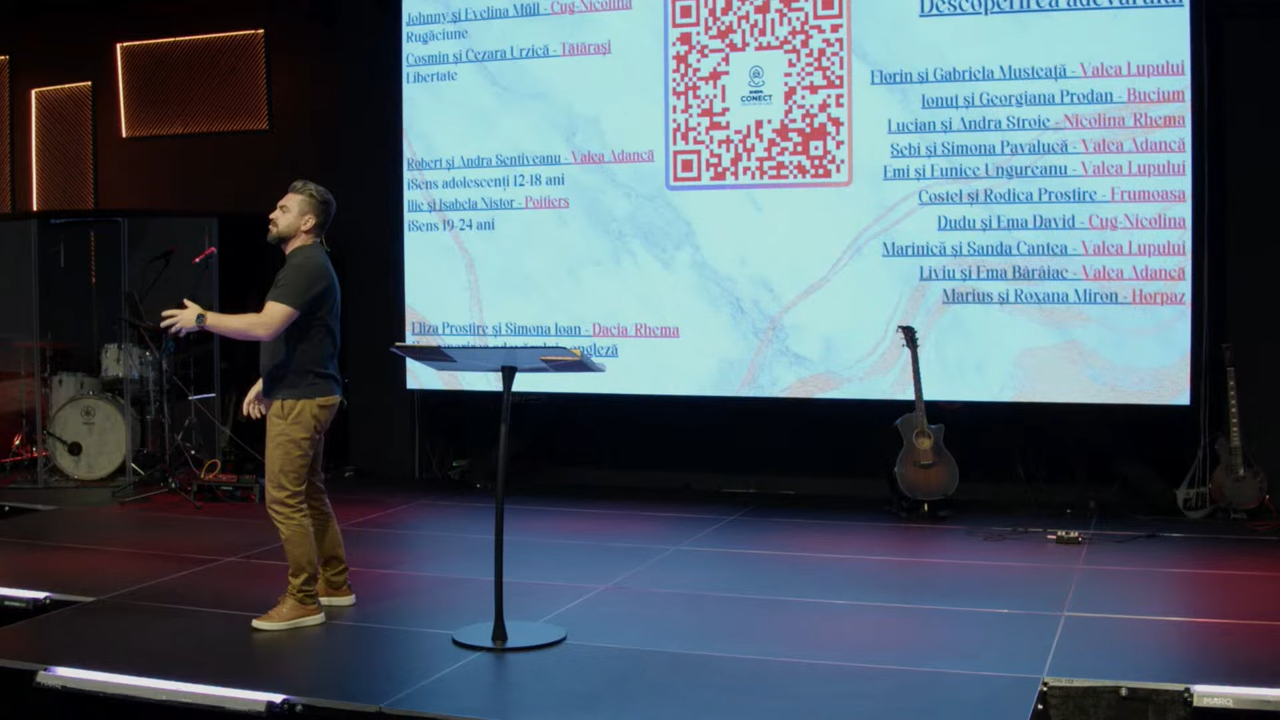 Johnny și Evelina Müll - Cug-Nicolina
Rugăciune
Cosmin și Cezara Urzică - Tătărași
Libertate
Robert și Andra Sentiveanu - Valea Adancă
iSens adolescenți 12-18 ani
Ilie și Isabela Nistor - Poitiers
iSens 19-24 ani
Eliza Prostire și Simona Ioan - Dacia/Rhema
engleză
CONECT
Descoperirea adevărului
Florin și Gabriela Musteață - Valea Lupului
Ionuț și Georgiana Prodan - Bucium
Lucian și Andra Stroie - Nicolina/Rhema
Sebi și Simona Pavalucă - Valea Adancă
Emi și Eunice Ungureanu - Valea Lupului
Costel și Rodica Prostire - Frumoasa
Dudu și Ema David - Cug-Nicolina
Marinică și Sanda Cantea - Valea Lupului
Liviu și Ema Bărăiac - Valea Adancă
Marius și Roxana Miron - Horpaz